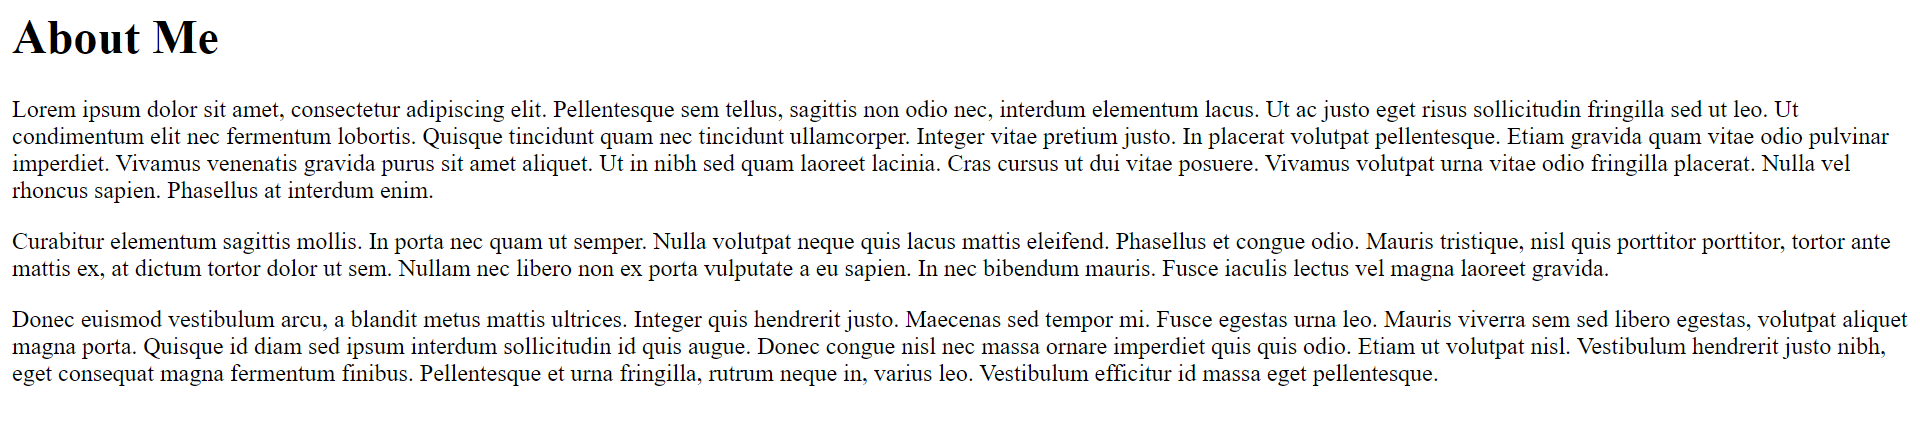 About Me
Lorem ipsum dolor sit amet, consectetur adipiscing elit. Pellentesque sem tellus, sagittis non odio nec, interdum elementum lacus. Ut ac justo eget risus sollicitudin fringilla sed ut leo. Ut
condimentum elit nec fermentum lobortis. Quisque tincidunt quam nec tincidunt ullamcorper. Integer vitae pretium justo. In placerat volutpat pellentesque. Etiam gravida quam vitae odio pulvinar
imperdiet. Vivamus venenatis gravida purus sit amet aliquet. Ut in nibh sed quam laoreet lacinia. Cras cursus ut dui vitae posuere. Vivamus volutpat urna vitae odio fringilla placerat. Nulla vel
rhoncus sapien. Phasellus at interdum enim.
Curabitur elementum sagittis mollis. In porta nec quam ut semper. Nulla volutpat neque quis lacus mattis eleifend. Phasellus et congue odio. Mauris tristique, nisl quis porttitor porttitor, tortor ante
mattis ex, at dictum tortor dolor ut sem. Nullam nec libero non ex porta vulputate a eu sapien. In nec bibendum mauris. Fusce iaculis lectus vel magna laoreet gravida.
Donec euismod vestibulum arcu, a blandit metus mattis ultrices. Integer quis hendrerit justo. Maecenas sed tempor mi. Fusce egestas urna leo. Mauris viverra sem sed libero egestas, volutpat aliquet
magna porta. Quisque id diam sed ipsum interdum sollicitudin id quis augue. Donec congue nisl nec massa ornare imperdiet quis quis odio. Etiam ut volutpat nisl. Vestibulum hendrerit justo nibh,
eget consequat magna fermentum finibus. Pellentesque et urna fringilla, rutrum neque in, varius leo. Vestibulum efficitur id massa eget pellentesque.